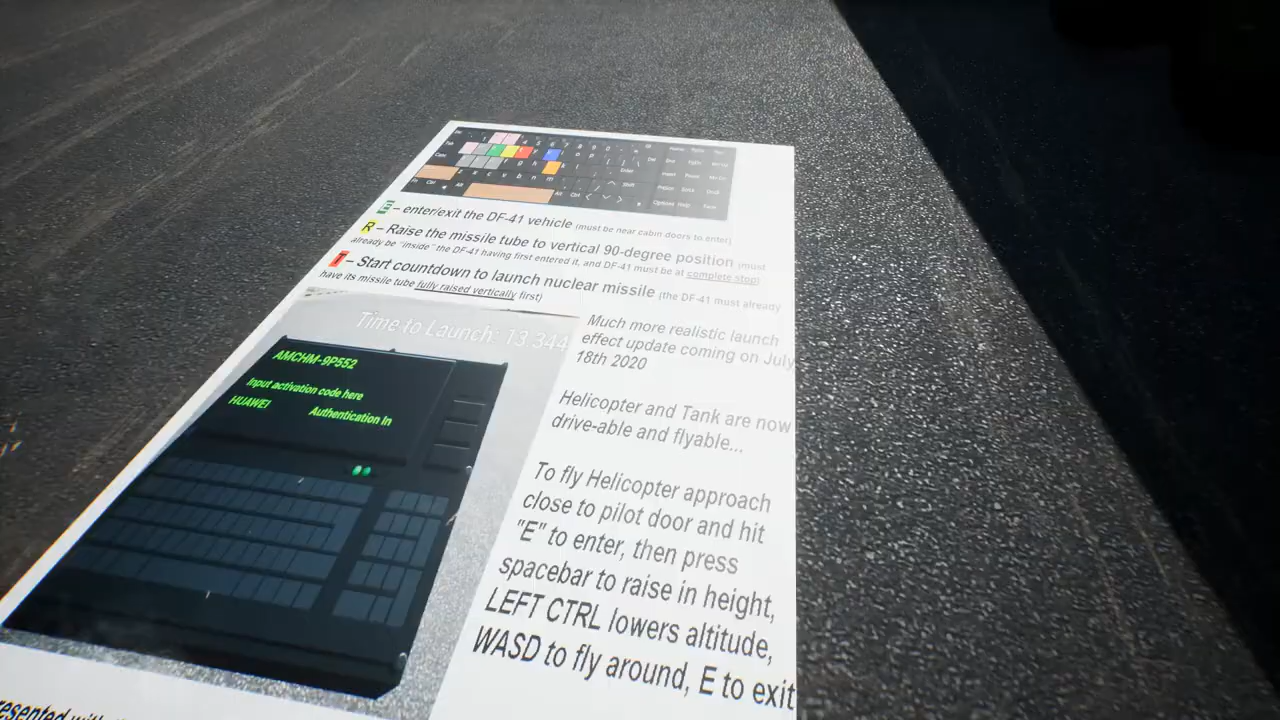 E – enter/exit the DF-41 vehicle (must be near cabin doors to enter)
R – Raise the missile tube to vertical 90-degree position (must
already be "inside" the DF-41 having first entered it, and DF-41 must be at complete stop)
T – Start countdown to launch nuclear missile (the DF-41 must already
have its missile tube fully raised vertically first)
Time to Launch: 13.344
AMCHM-9P552
Input activation code here
HUAWEI Authentication In
Much more realistic launch
effect update coming on July
18th 2020
Helicopter and Tank are now
drive-able and flyable...
To fly Helicopter approach
close to pilot door and hit
"E" to enter, then press
spacebar to raise in height,
LEFT CTRL lowers altitude,
WASD to fly around, E to exit